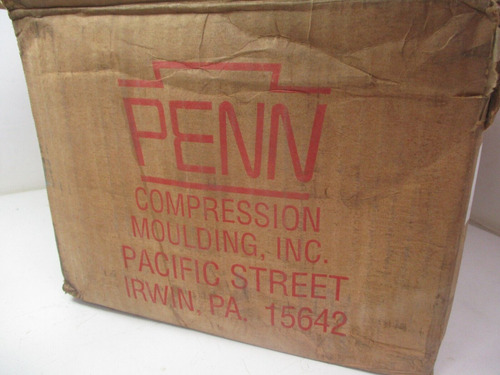 PENN
COMPRESSION
MOULDING, INC.
PACIFIC STREET
IRWIN, PA. 15642